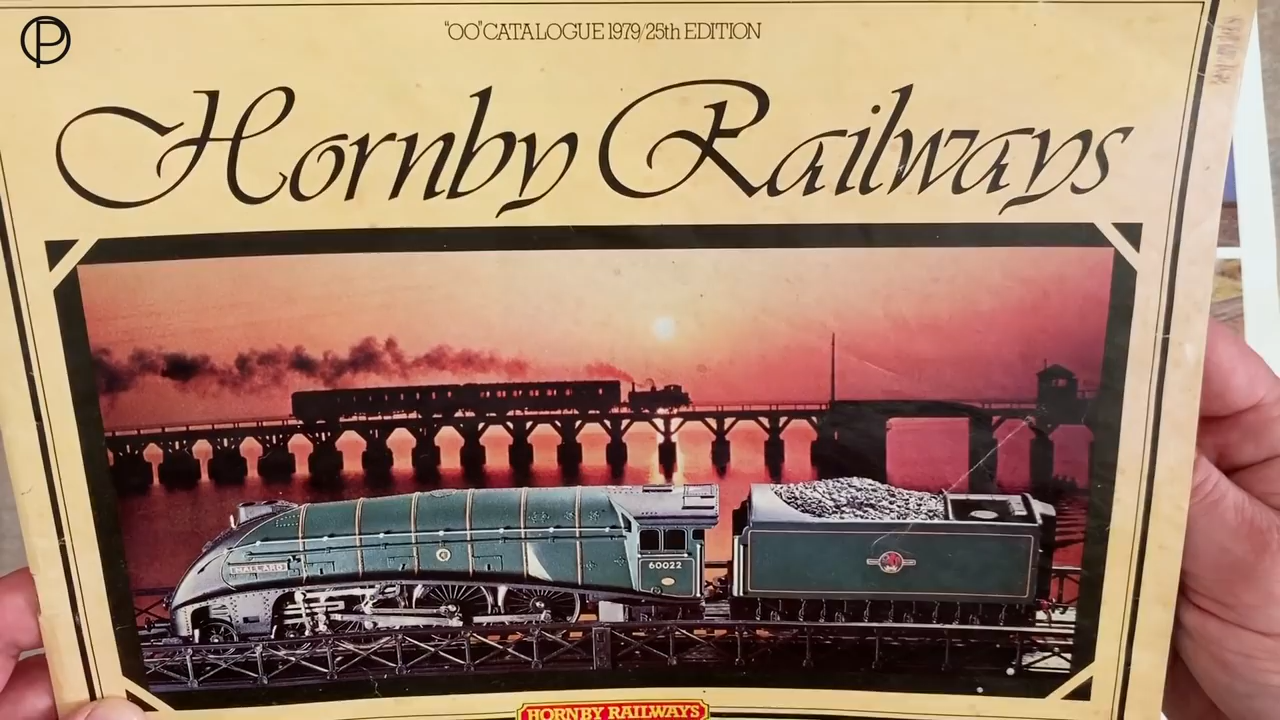 "OO" CATALOGUE 1979/25th EDITION
Hornby Railways
MALLARD
60022
HORNBY RAILWAYS